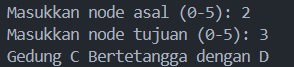 Masukkan node asal (0-5): 2
Masukkan node tujuan (0-5): 3
Gedung C Bertetangga dengan D